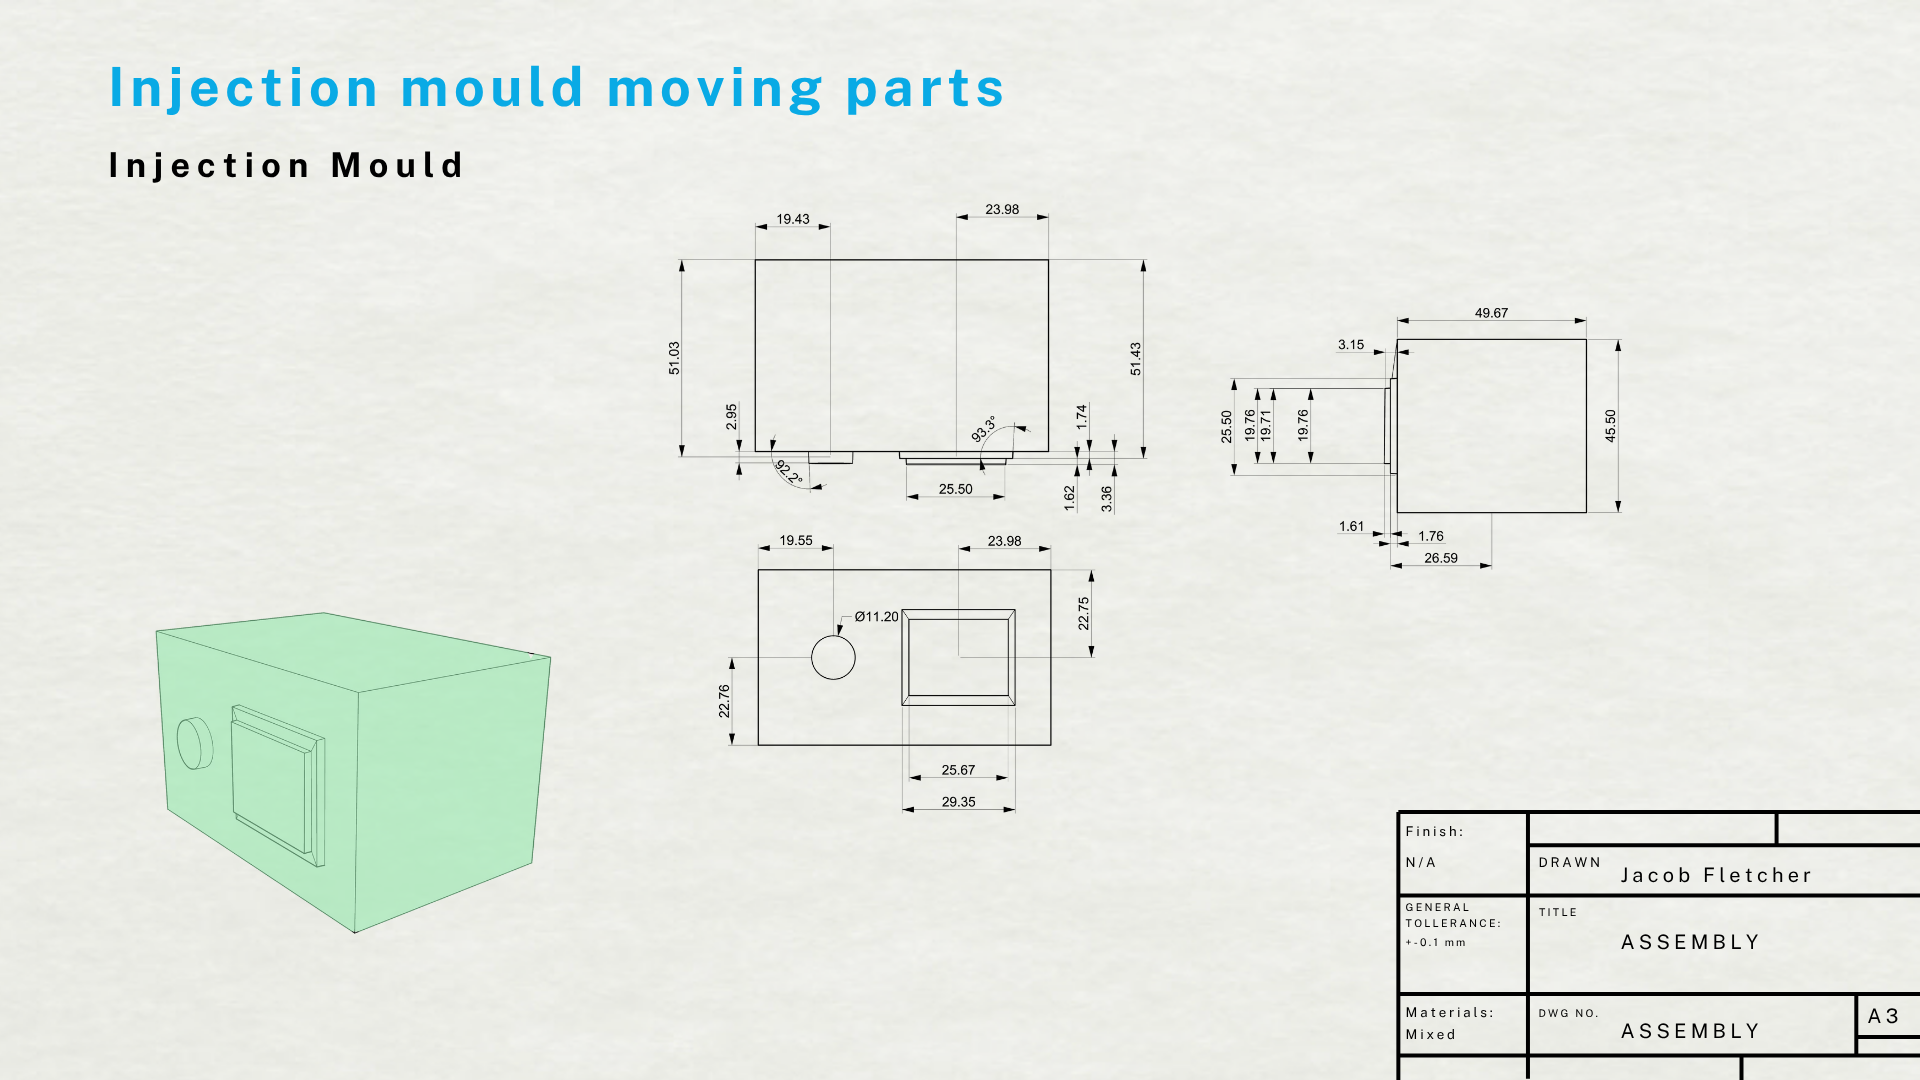 Injection mould moving parts
Injection Mould
19.43
23.98
51.03
51.43
2.95
92.2°
93.3°
1.74
25.50
1.62
3.36
49.67
3.15
25.50
19.76
19.71
19.76
45.50
1.61
1.76
26.59
19.55
23.98
Ø11.20
22.75
22.76
25.67
29.35
Finish:
N/A
DRAWN Jacob Fletcher
GENERAL
TOLLERANCE:
+-0.1 mm
TITLE
ASSEMBLY
Materials:
Mixed
DWG NO.
ASSEMBLY
A3